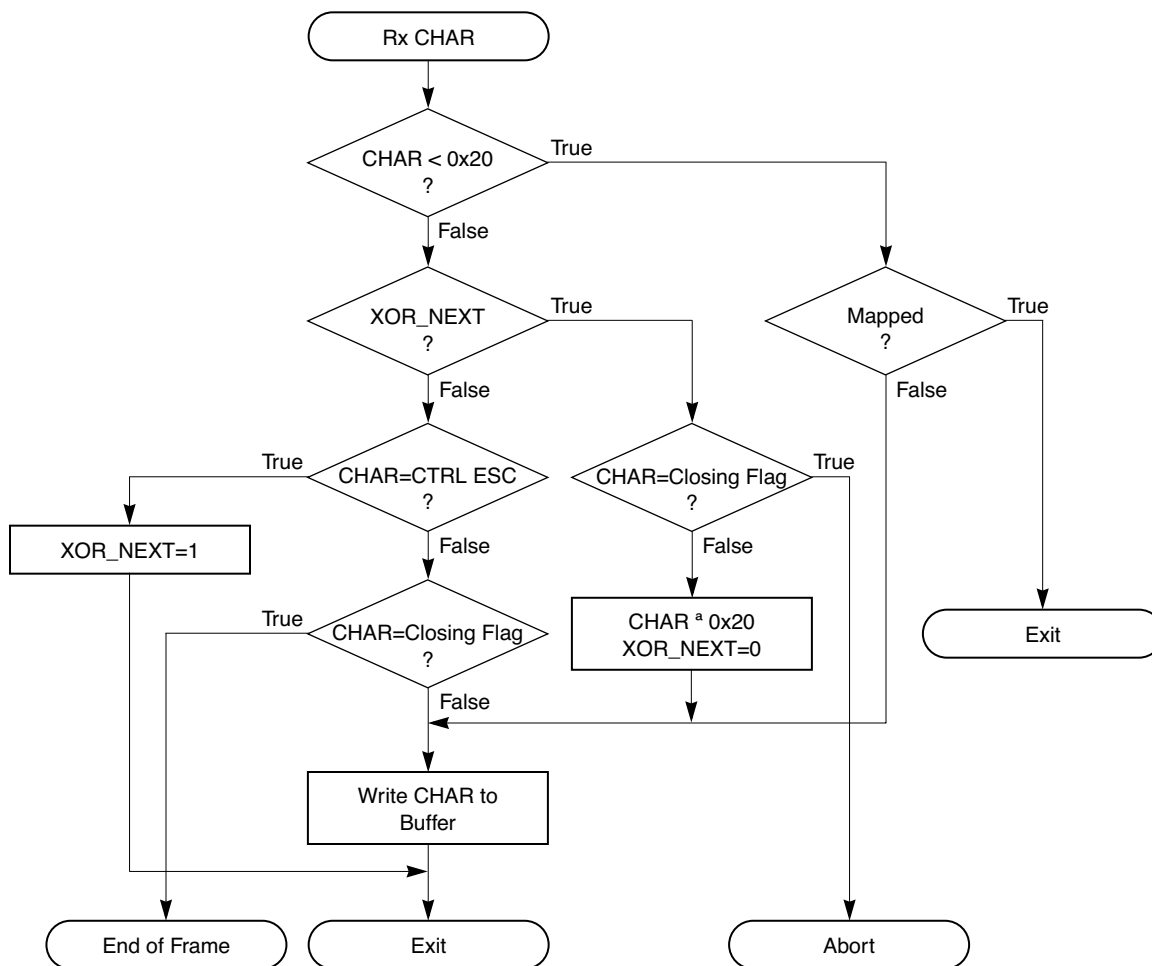 Rx CHAR
CHAR < 0x20
?
True
False
XOR_NEXT
?
True
Mapped
?
True
False
False
True
CHAR=CTRL ESC
?
CHAR=Closing Flag
?
True
XOR_NEXT=1
False
False
True
CHAR=Closing Flag
?
CHAR ª 0x20
XOR_NEXT=0
Exit
False
Write CHAR to
Buffer
End of Frame
Exit
Abort